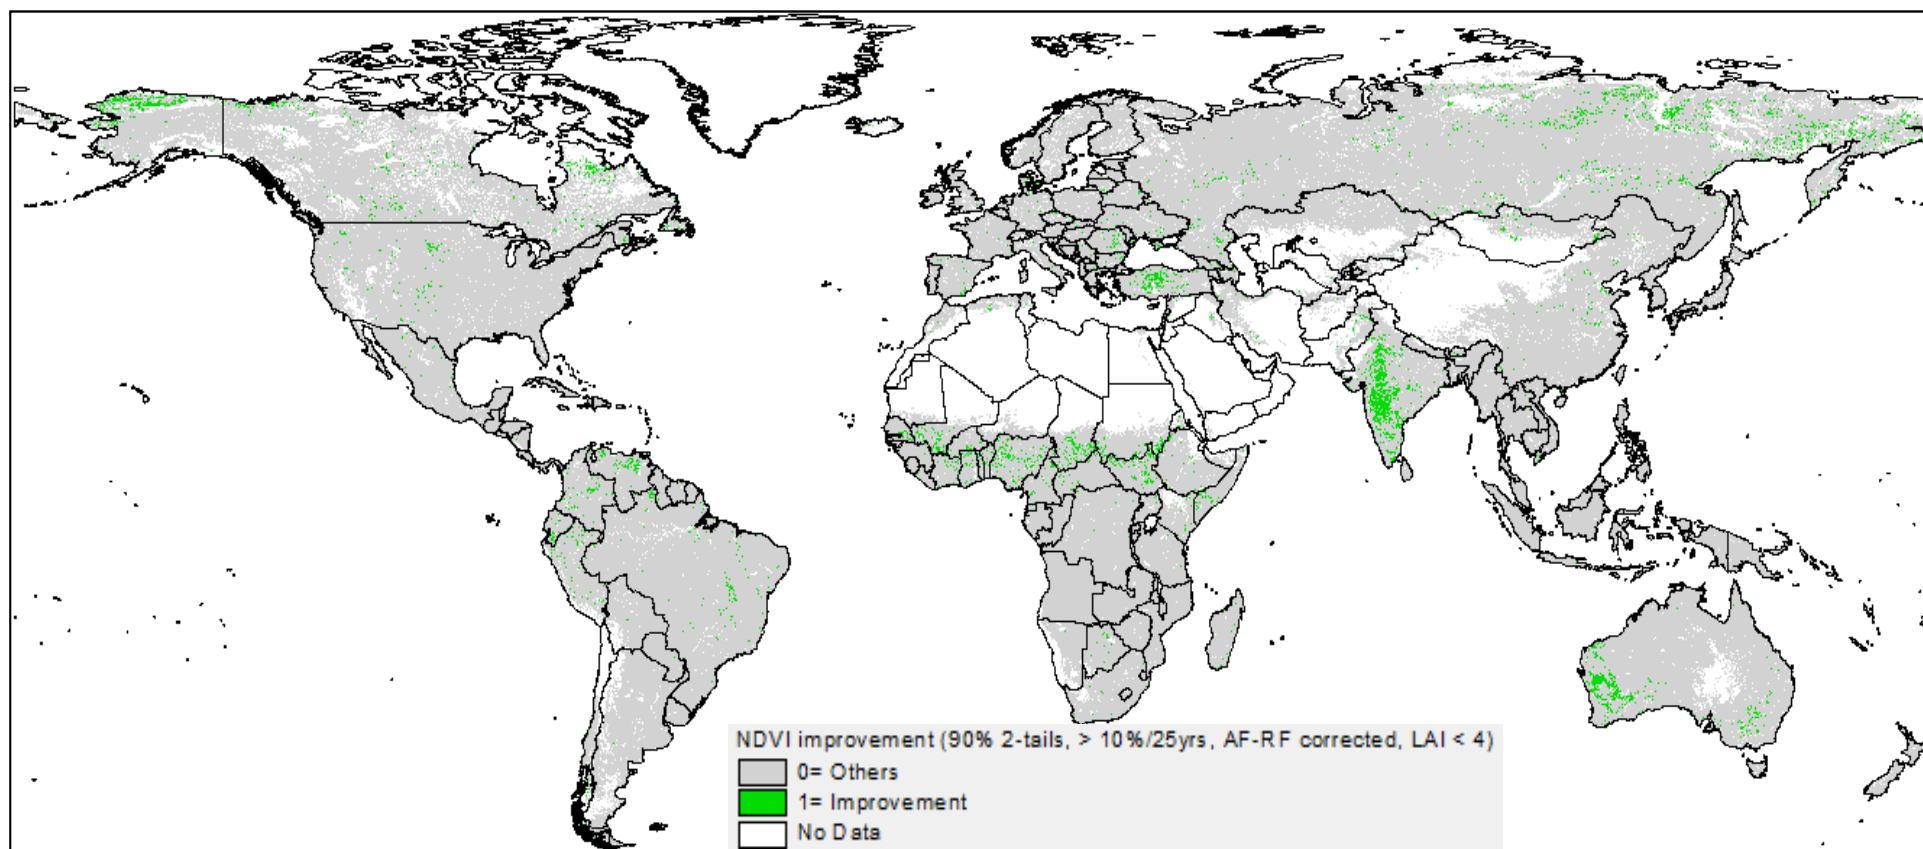 NDVI improvement (90% 2-tails, > 10%/25yrs, AF-RF corrected, LAI < 4)
0= Others
1= Improvement
No Data